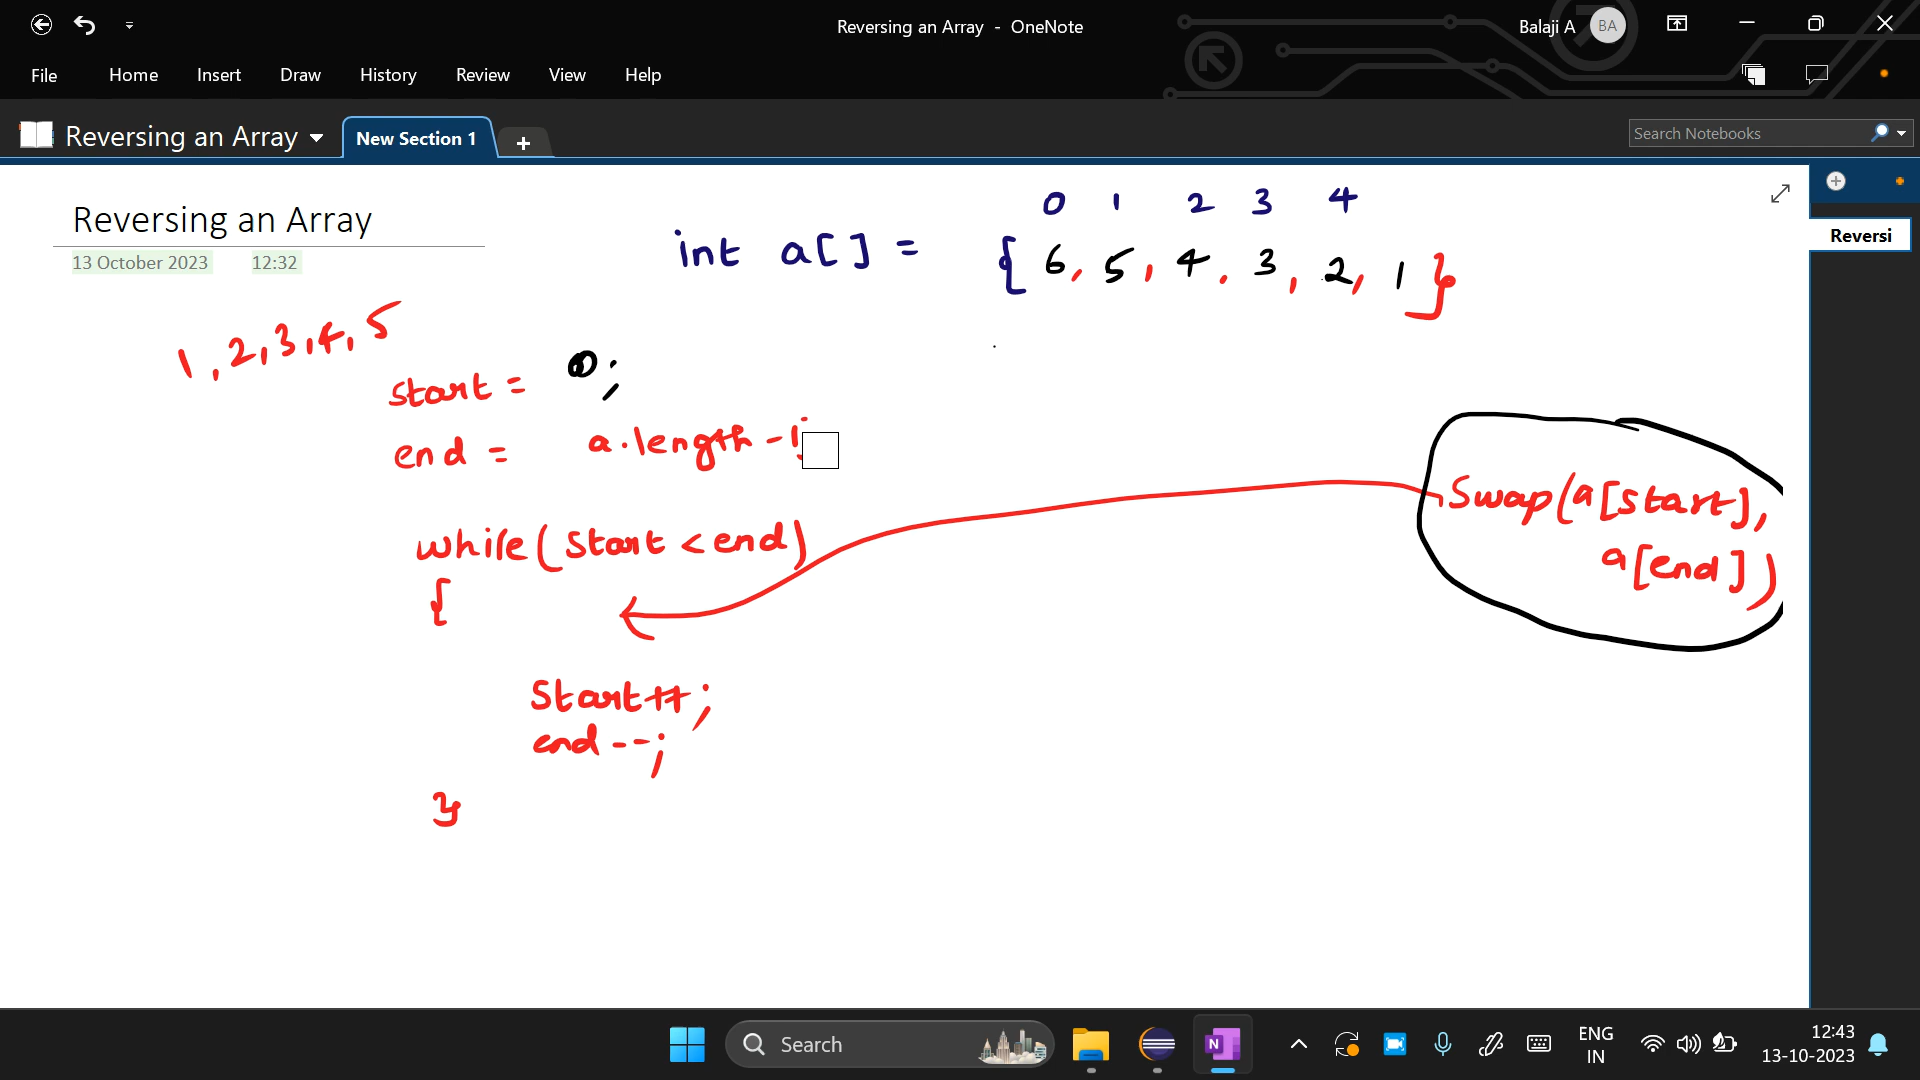 Reversing an Array - OneNote
Balaji A BA
File Home Insert Draw History Review View Help
Reversing an Array New Section 1 +
Search Notebooks
Reversing an Array
13 October 2023 12:32
Reversi
0 1 2 3 4
int a[] = { 6, 5, 4, 3, 2, 1 }
1, 2, 3, 4, 5
start = 0;
end = a.length - 1;
Swap(a[start],
a[end])
while(start < end)
{
Start++;
end--;
}
Search
N
ENG
IN
12:43
13-10-2023